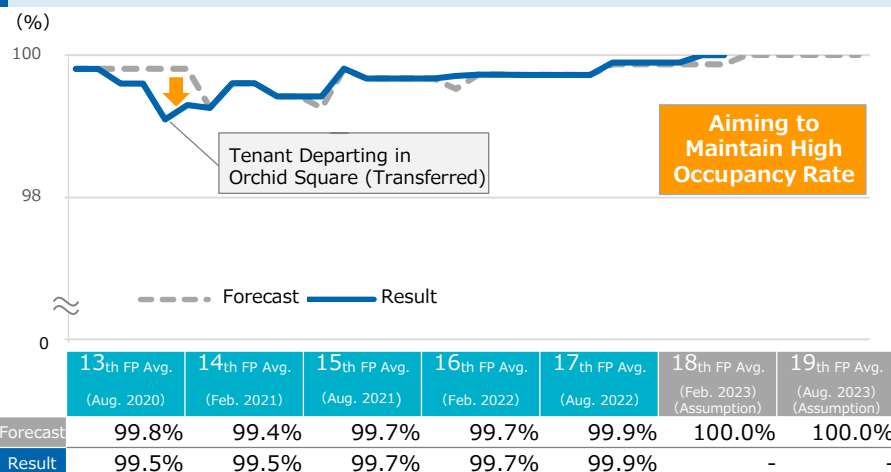 (%)
100
Aiming to
Maintain High
Occupancy Rate
Tenant Departing in
Orchid Square (Transferred)
98
Forecast Result
0
13th FP Avg. 14th FP Avg. 15th FP Avg. 16th FP Avg. 17th FP Avg. 18th FP Avg. 19th FP Avg.
(Aug. 2020) (Feb. 2021) (Aug. 2021) (Feb. 2022) (Aug. 2022) (Feb. 2023) (Assumption) (Aug. 2023) (Assumption)
Forecast 99.8% 99.4% 99.7% 99.7% 99.9% 100.0% 100.0%
Result 99.5% 99.5% 99.7% 99.7% 99.9% - -